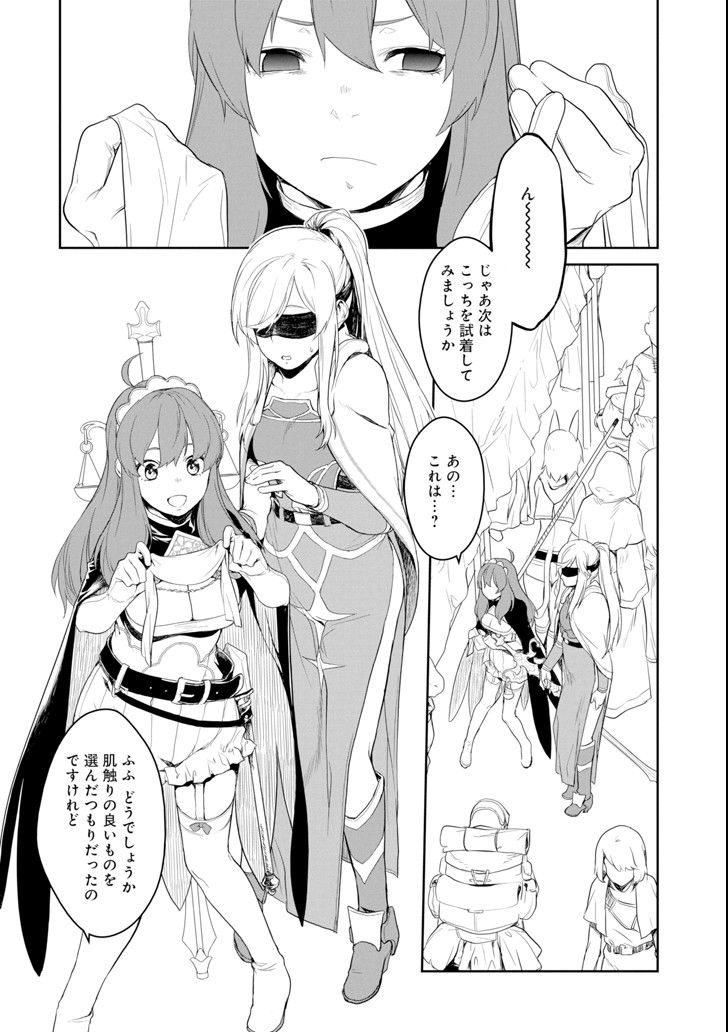 ん〜〜〜〜〜〜
じゃあ次は
こっちを試着して
みましょうか
あの…
これは…?
ふふ どうでしょうか
肌触りの良いものを
選んだつもりだったの
ですけれど